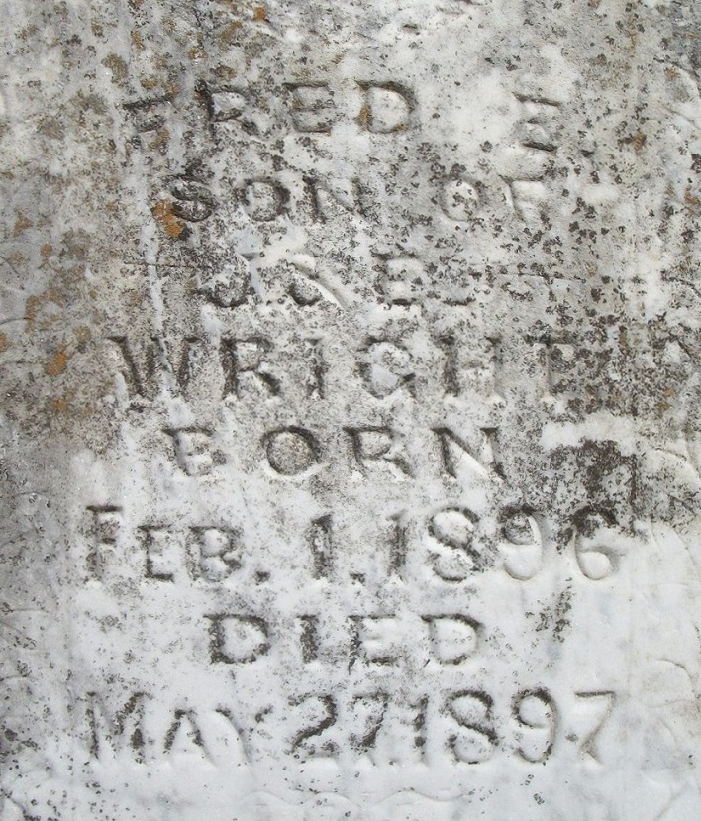 FRED E
SON OF
J & E
WRIGHT
BORN
FEB. 1. 1896
DIED
MAY 27. 1897